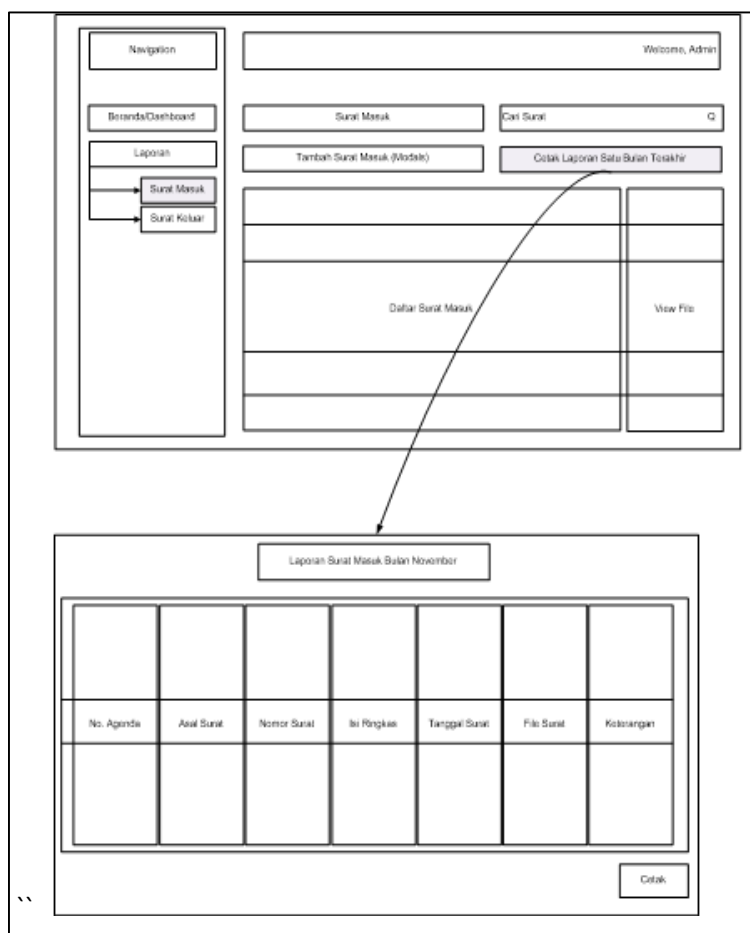 Navigation
Welcome, Admin
Beranda/Dashboard
Surat Masuk
Cari Surat Q
Laporan
Tambah Surat Masuk (Modals)
Cetak Laporan Satu Bulan Terakhir
Surat Masuk
Surat Keluar
Daftar Surat Masuk
View File
Laporan Surat Masuk Bulan November
No. Agenda
Asal Surat
Nomor Surat
Isi Ringkas
Tanggal Surat
File Surat
Keterangan
Cetak
``